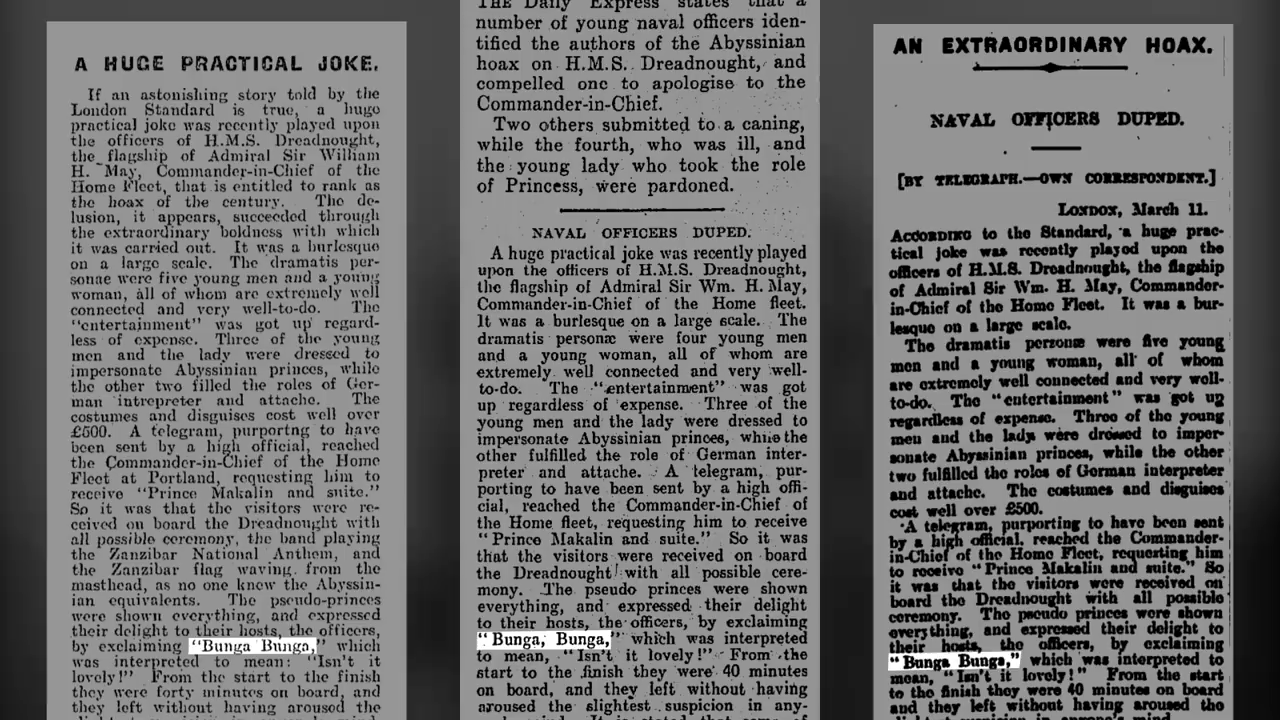 A HUGE PRACTICAL JOKE.
If an astonishing story told by the
London Standard is true, a huge
practical joke was recently played upon
the officers of H.M.S. Dreadnought,
the flagship of Admiral Sir William
H. May, Commander-in-Chief of the
Home Fleet, that is entitled to rank as
the hoax of the century. The de-
lusion, it appears, succeeded through
the extraordinary boldness with which
it was carried out. It was a burlesque
on a large scale. The dramatis per-
sonae were five young men and a young
woman, all of whom are extremely well
connected and very well-to-do. The
"entertainment" was got up regard-
less of expense. Three of the young
men and the lady were dressed to
impersonate Abyssinian princes, while
the other two filled the roles of Ger-
man intrepreter and attache. The
costumes and disguises cost well over
£500. A telegram, purportng to have
been sent by a high official, reached
the Commander-in-Chief of the Home
Fleet at Portland, requesting him to
receive "Prince Makalin and suite."
So it was that the visitors were re-
ceived on board the Dreadnought with
all possible ceremony, the band playing
the Zanzibar National Anthem, and
the Zanzibar flag waving from the
masthead, as no one knew the Abyssin-
ian equivalents. The pseudo-princes
were shown everything, and expressed
their delight to their hosts, the officers,
by exclaiming "Bunga Bunga," which
was interpreted to mean: "Isn't it
lovely!" From the start to the finish
they were forty minutes on board, and
they left without having aroused the
THE Daily Express states that a
number of young naval officers iden-
tified the authors of the Abyssinian
hoax on H.M.S. Dreadnought, and
compelled one to apologise to the
Commander-in-Chief.
Two others submitted to a caning,
while the fourth, who was ill, and
the young lady who took the role
of Princess, were pardoned.
NAVAL OFFICERS DUPED.
A huge practical joke was recently played
upon the officers of H.M.S. Dreadnought,
the flagship of Admiral Sir Wm. H. May,
Commander-in-Chief of the Home fleet.
It was a burlesque on a large scale. The
dramatis personæ were four young men
and a young woman, all of whom are
extremely well connected and very well-
to-do. The "entertainment" was got
up regardless of expense. Three of the
young men and the lady were dressed to
impersonate Abyssinian princes, while the
other fulfilled the role of German inter-
preter and attache. A telegram, pur-
porting to have been sent by a high offi-
cial, reached the Commander-in-Chief of
the Home fleet, requesting him to receive
"Prince Makalin and suite." So it was
that the visitors were received on board
the Dreadnought with all possible cere-
mony. The pseudo princes were shown
everything, and expressed their delight
to their hosts, the officers, by exclaiming
"Bunga, Bunga," which was interpreted
to mean, "Isn't it lovely!" From the
start to the finish they were 40 minutes
on board, and they left without having
aroused the slightest suspicion in any-
AN EXTRAORDINARY HOAX.
NAVAL OFFICERS DUPED.
[BY TELEGRAPH.—OWN CORRESPONDENT.]
LONDON, March 11.
ACCORDING to the Standard, a huge prac-
tical joke was recently played upon the
officers of H.M.S. Dreadnought, the flagship
of Admiral Sir Wm. H. May, Commander-
in-Chief of the Home Fleet. It was a bur-
lesque on a large scale.
The dramatis personæ were five young
men and a young woman, all of whom
are extremely well connected and very well-
to-do. The "entertainment" was got up
regardless of expense. Three of the young
men and the lady were dressed to imper-
sonate Abyssinian princes, while the other
two fulfilled the roles of German interpreter
and attache. The costumes and disguises
cost well over £500.
A telegram, purporting to have been sent
by a high official, reached the Commander-
in-Chief of the Home Fleet, requesting him
to receive "Prince Makalin and suite." So
it was that the visitors were received on
board the Dreadnought with all possible
ceremony. The pseudo princes were shown
everything, and expressed their delight to
their hosts, the officers, by exclaiming
"Bunga Bunga," which was interpreted to
mean, "Isn't it lovely!" From the start
to the finish they were 40 minutes on board
and they left without having aroused the